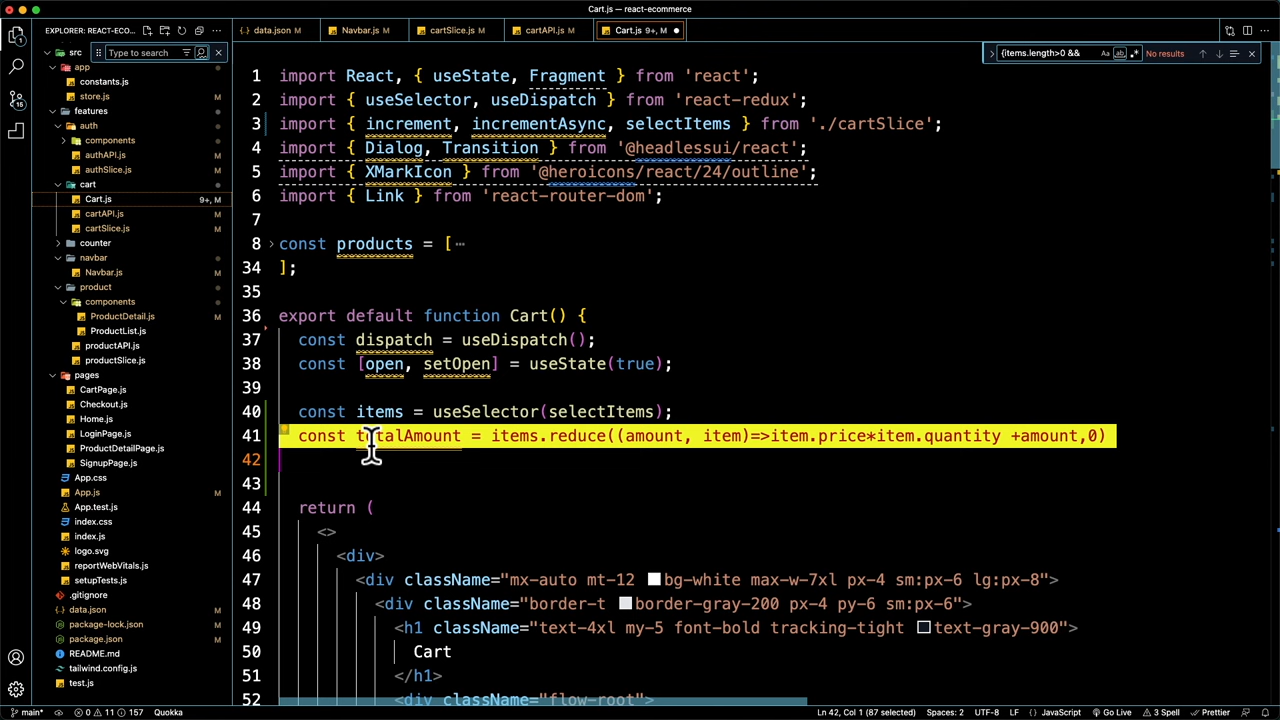 Cart.js — react-ecommerce
EXPLORER: REACT-ECO...
data.json M
Navbar.js M
cartSlice.js M
cartAPI.js M
Cart.js 9+, M
src
Type to search
app
constants.js
store.js M
features
auth
components
authAPI.js M
authSlice.js M
cart
Cart.js 9+, M
cartAPI.js M
cartSlice.js M
counter
navbar
Navbar.js M
product
components
ProductDetail.js M
ProductList.js
productAPI.js
productSlice.js
pages
CartPage.js
Checkout.js
Home.js
LoginPage.js
ProductDetailPage.js
SignupPage.js
App.css
App.js M
App.test.js
index.css
index.js
logo.svg
reportWebVitals.js
setupTests.js
.gitignore
data.json M
package-lock.json M
package.json M
README.md
tailwind.config.js
test.js
{items.length>0 && Aa ab .* No results
1 import React, { useState, Fragment } from 'react';
2 import { useSelector, useDispatch } from 'react-redux';
3 import { increment, incrementAsync, selectItems } from './cartSlice';
4 import { Dialog, Transition } from '@headlessui/react';
5 import { XMarkIcon } from '@heroicons/react/24/outline';
6 import { Link } from 'react-router-dom';
7
8 const products = [ ···
34 ];
35
36 export default function Cart() {
37 const dispatch = useDispatch();
38 const [open, setOpen] = useState(true);
39
40 const items = useSelector(selectItems);
41 const totalAmount = items.reduce((amount, item)=>item.price*item.quantity +amount,0)
42
43
44 return (
45 <>
46 <div>
47 <div className="mx-auto mt-12 bg-white max-w-7xl px-4 sm:px-6 lg:px-8">
48 <div className="border-t border-gray-200 px-4 py-6 sm:px-6">
49 <h1 className="text-4xl my-5 font-bold tracking-tight text-gray-900">
50 Cart
51 </h1>
52 <div className="flow-root">
main* 0 11 157 Quokka
Ln 42, Col 1 (87 selected) Spaces: 2 UTF-8 LF {} JavaScript Go Live 3 Spell Prettier